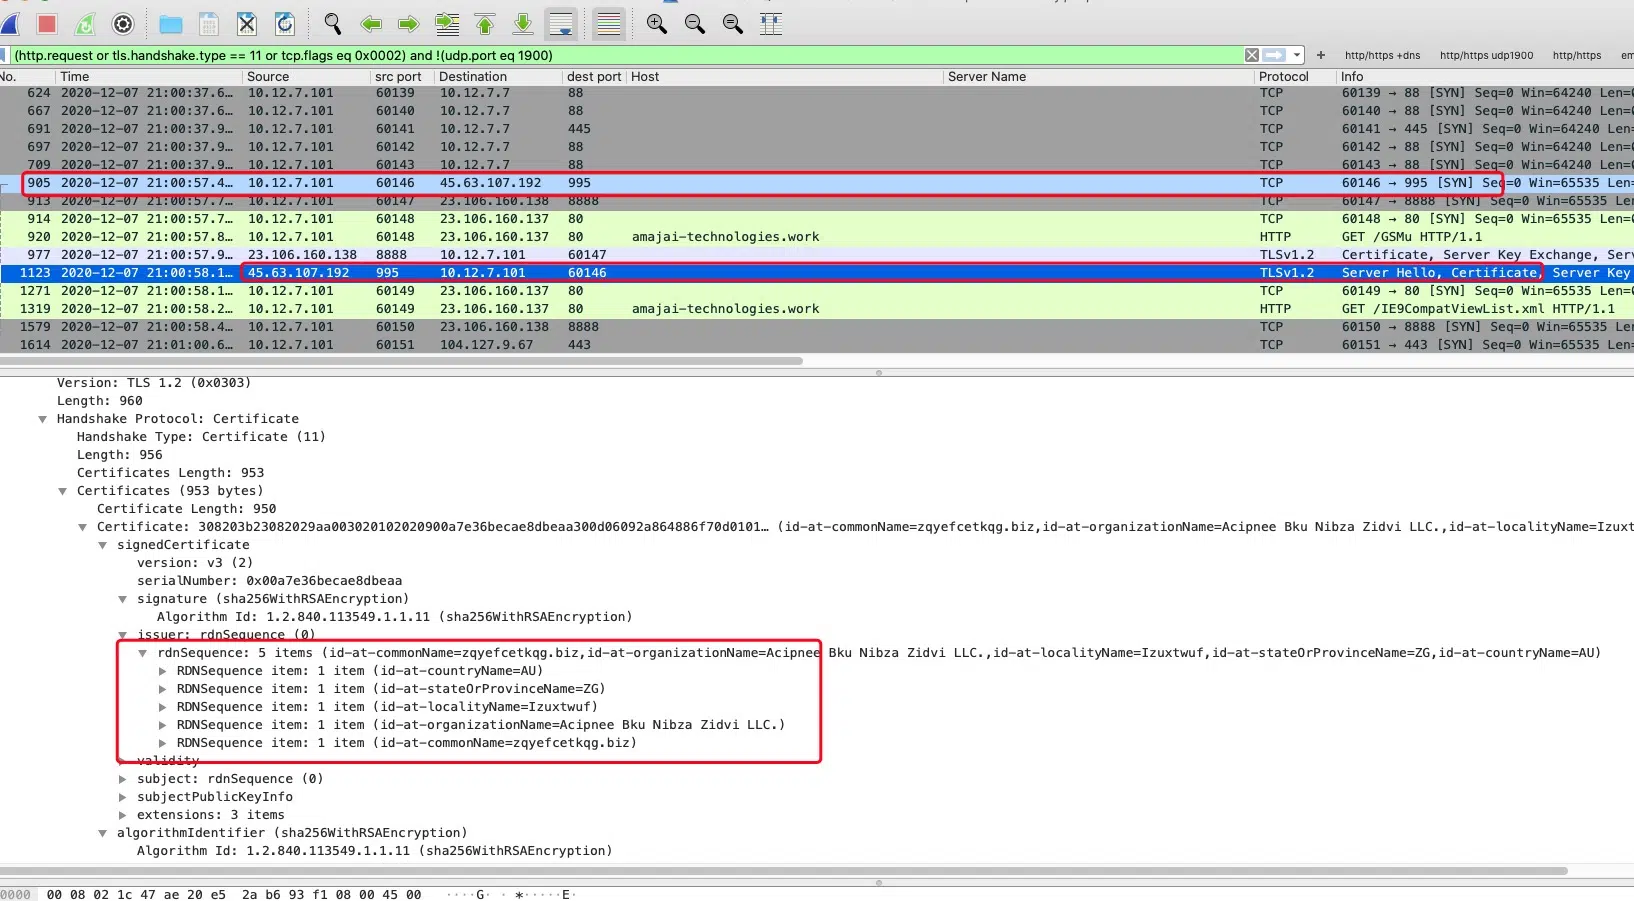 (http.request or tls.handshake.type == 11 or tcp.flags eq 0x0002) and !(udp.port eq 1900) + http/https +dns http/https udp1900 http/https em
No. Time Source src port Destination dest port Host Server Name Protocol Info
624 2020-12-07 21:00:37.6… 10.12.7.101 60139 10.12.7.7 88 TCP 60139 → 88 [SYN] Seq=0 Win=64240 Len=
667 2020-12-07 21:00:37.6… 10.12.7.101 60140 10.12.7.7 88 TCP 60140 → 88 [SYN] Seq=0 Win=64240 Len=
691 2020-12-07 21:00:37.9… 10.12.7.101 60141 10.12.7.7 445 TCP 60141 → 445 [SYN] Seq=0 Win=64240 Len=
697 2020-12-07 21:00:37.9… 10.12.7.101 60142 10.12.7.7 88 TCP 60142 → 88 [SYN] Seq=0 Win=64240 Len=
709 2020-12-07 21:00:37.9… 10.12.7.101 60143 10.12.7.7 88 TCP 60143 → 88 [SYN] Seq=0 Win=64240 Len=
905 2020-12-07 21:00:57.4… 10.12.7.101 60146 45.63.107.192 995 TCP 60146 → 995 [SYN] Seq=0 Win=65535 Len=
913 2020-12-07 21:00:57.7… 10.12.7.101 60147 23.106.160.138 8888 TCP 60147 → 8888 [SYN] Seq=0 Win=65535 Len
914 2020-12-07 21:00:57.7… 10.12.7.101 60148 23.106.160.137 80 TCP 60148 → 80 [SYN] Seq=0 Win=65535 Len=
920 2020-12-07 21:00:57.8… 10.12.7.101 60148 23.106.160.137 80 amajai-technologies.work HTTP GET /GSMu HTTP/1.1
977 2020-12-07 21:00:57.9… 23.106.160.138 8888 10.12.7.101 60147 TLSv1.2 Certificate, Server Key Exchange, Ser
1123 2020-12-07 21:00:58.1… 45.63.107.192 995 10.12.7.101 60146 TLSv1.2 Server Hello, Certificate, Server Key
1271 2020-12-07 21:00:58.1… 10.12.7.101 60149 23.106.160.137 80 TCP 60149 → 80 [SYN] Seq=0 Win=65535 Len=
1319 2020-12-07 21:00:58.2… 10.12.7.101 60149 23.106.160.137 80 amajai-technologies.work HTTP GET /IE9CompatViewList.xml HTTP/1.1
1579 2020-12-07 21:00:58.4… 10.12.7.101 60150 23.106.160.138 8888 TCP 60150 → 8888 [SYN] Seq=0 Win=65535 Len
1614 2020-12-07 21:01:00.6… 10.12.7.101 60151 104.127.9.67 443 TCP 60151 → 443 [SYN] Seq=0 Win=65535 Len=
Version: TLS 1.2 (0x0303)
Length: 960
Handshake Protocol: Certificate
Handshake Type: Certificate (11)
Length: 956
Certificates Length: 953
Certificates (953 bytes)
Certificate Length: 950
Certificate: 308203b23082029aa003020102020900a7e36becae8dbeaa300d06092a864886f70d0101… (id-at-commonName=zqyefcetkqg.biz,id-at-organizationName=Acipnee Bku Nibza Zidvi LLC.,id-at-localityName=Izuxt
signedCertificate
version: v3 (2)
serialNumber: 0x00a7e36becae8dbeaa
signature (sha256WithRSAEncryption)
Algorithm Id: 1.2.840.113549.1.1.11 (sha256WithRSAEncryption)
issuer: rdnSequence (0)
rdnSequence: 5 items (id-at-commonName=zqyefcetkqg.biz,id-at-organizationName=Acipnee Bku Nibza Zidvi LLC.,id-at-localityName=Izuxtwuf,id-at-stateOrProvinceName=ZG,id-at-countryName=AU)
RDNSequence item: 1 item (id-at-countryName=AU)
RDNSequence item: 1 item (id-at-stateOrProvinceName=ZG)
RDNSequence item: 1 item (id-at-localityName=Izuxtwuf)
RDNSequence item: 1 item (id-at-organizationName=Acipnee Bku Nibza Zidvi LLC.)
RDNSequence item: 1 item (id-at-commonName=zqyefcetkqg.biz)
validity
subject: rdnSequence (0)
subjectPublicKeyInfo
extensions: 3 items
algorithmIdentifier (sha256WithRSAEncryption)
Algorithm Id: 1.2.840.113549.1.1.11 (sha256WithRSAEncryption)
0000 00 08 02 1c 47 ae 20 e5 2a b6 93 f1 08 00 45 00 ····G· · *·····E·